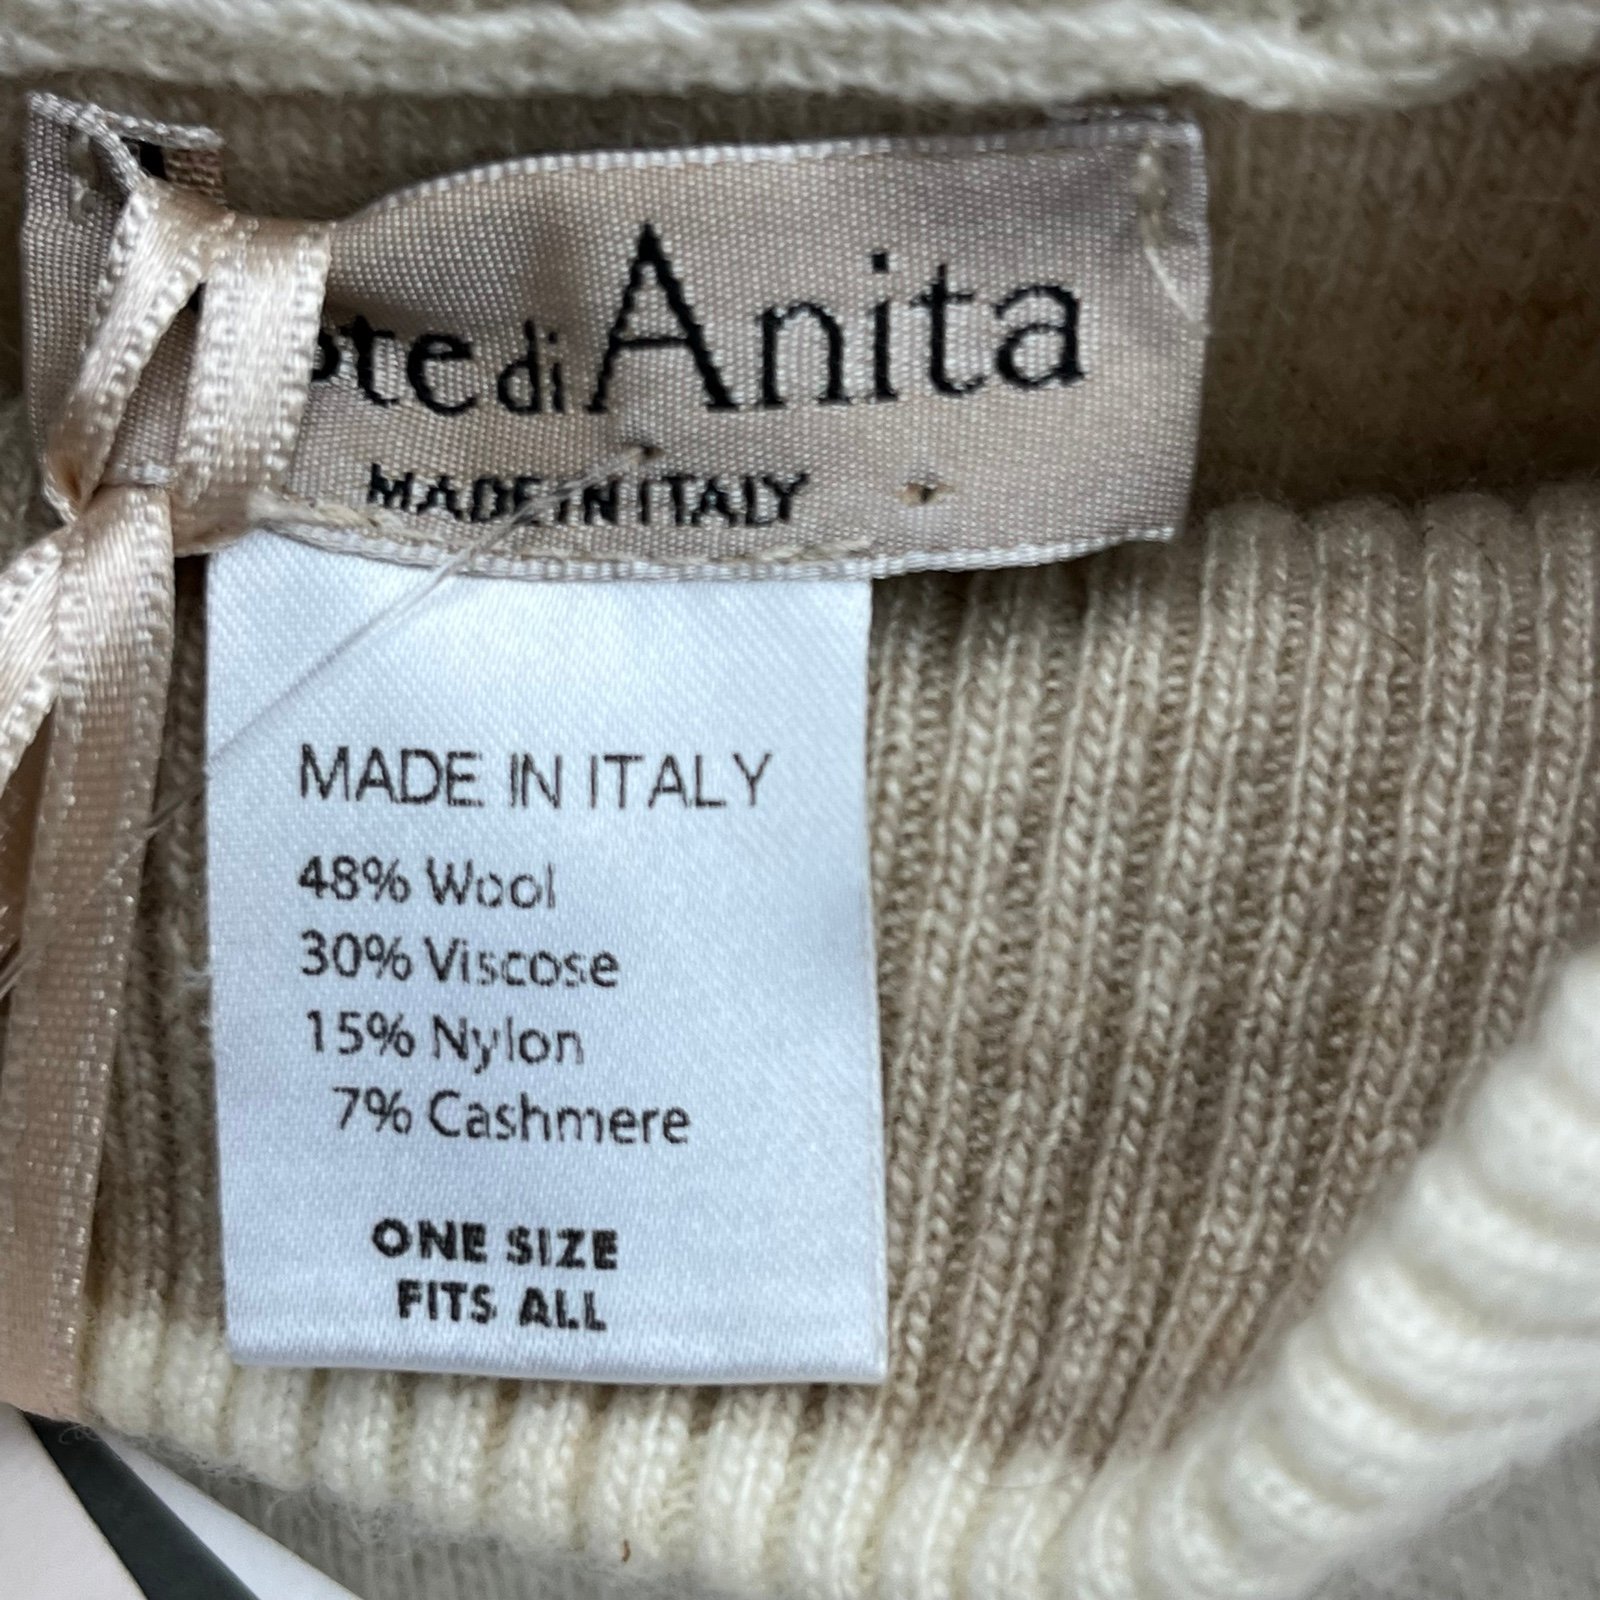 di Anita
MADE IN ITALY
MADE IN ITALY
48% Wool
30% Viscose
15% Nylon
7% Cashmere
ONE SIZE
FITS ALL